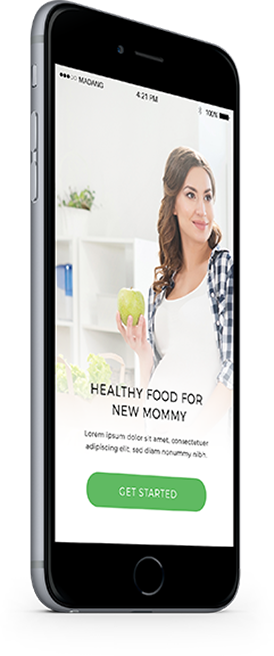 MADANG 4:21 PM 100%
HEALTHY FOOD FOR
NEW MOMMY
Lorem ipsum dolor sit amet, consectetuer
adipiscing elit, sed diam nonummy nibh.
GET STARTED